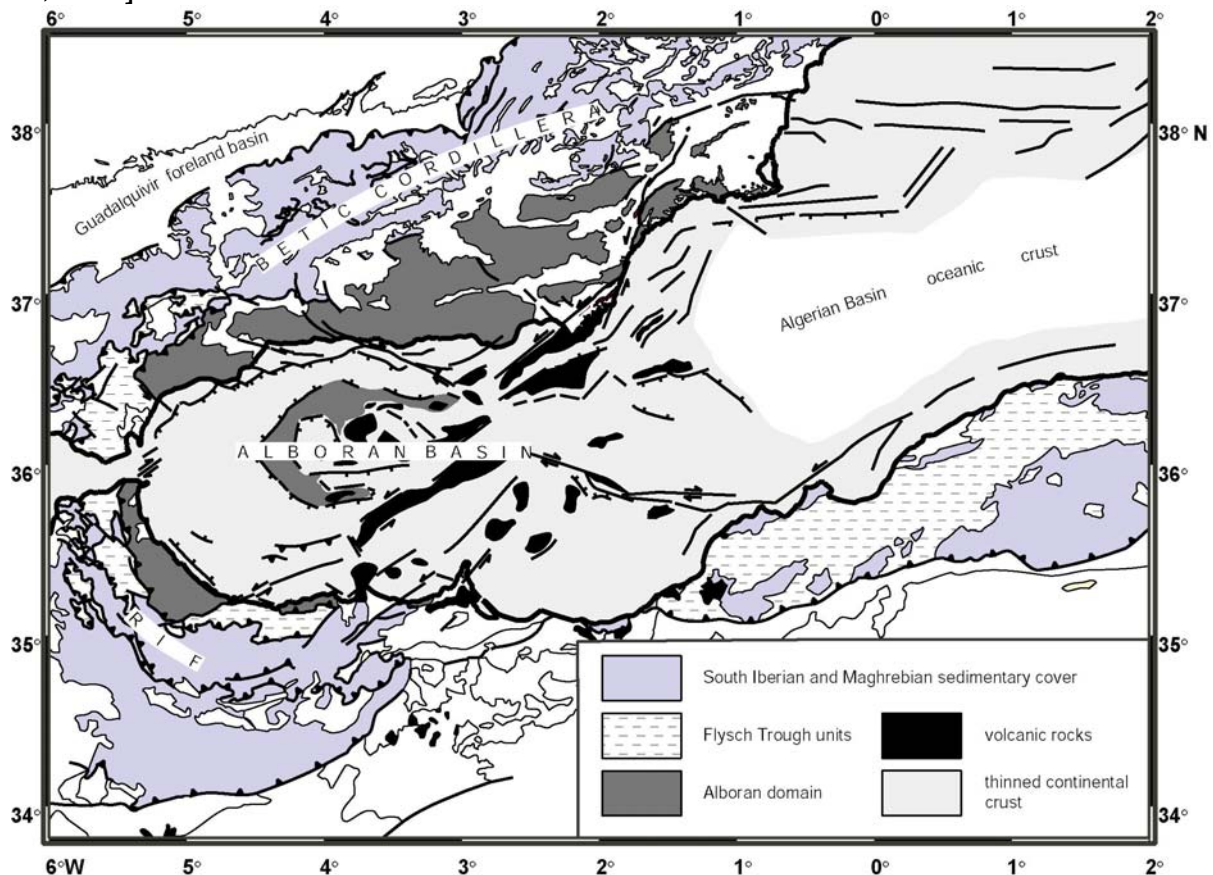 6° 5° 4° 3° 2° 1° 0° 1° 2°
38° 38° N
Guadalquivir foreland basin
BETIC CORDILLERA
37° 37°
Algerian Basin oceanic crust
ALBORAN BASIN
36° 36°
RIF
35° 35°
South Iberian and Maghrebian sedimentary cover
Flysch Trough units
volcanic rocks
Alboran domain
thinned continental
crust
34° 34°
6°W 5° 4° 3° 2° 1° 0° 1° 2°